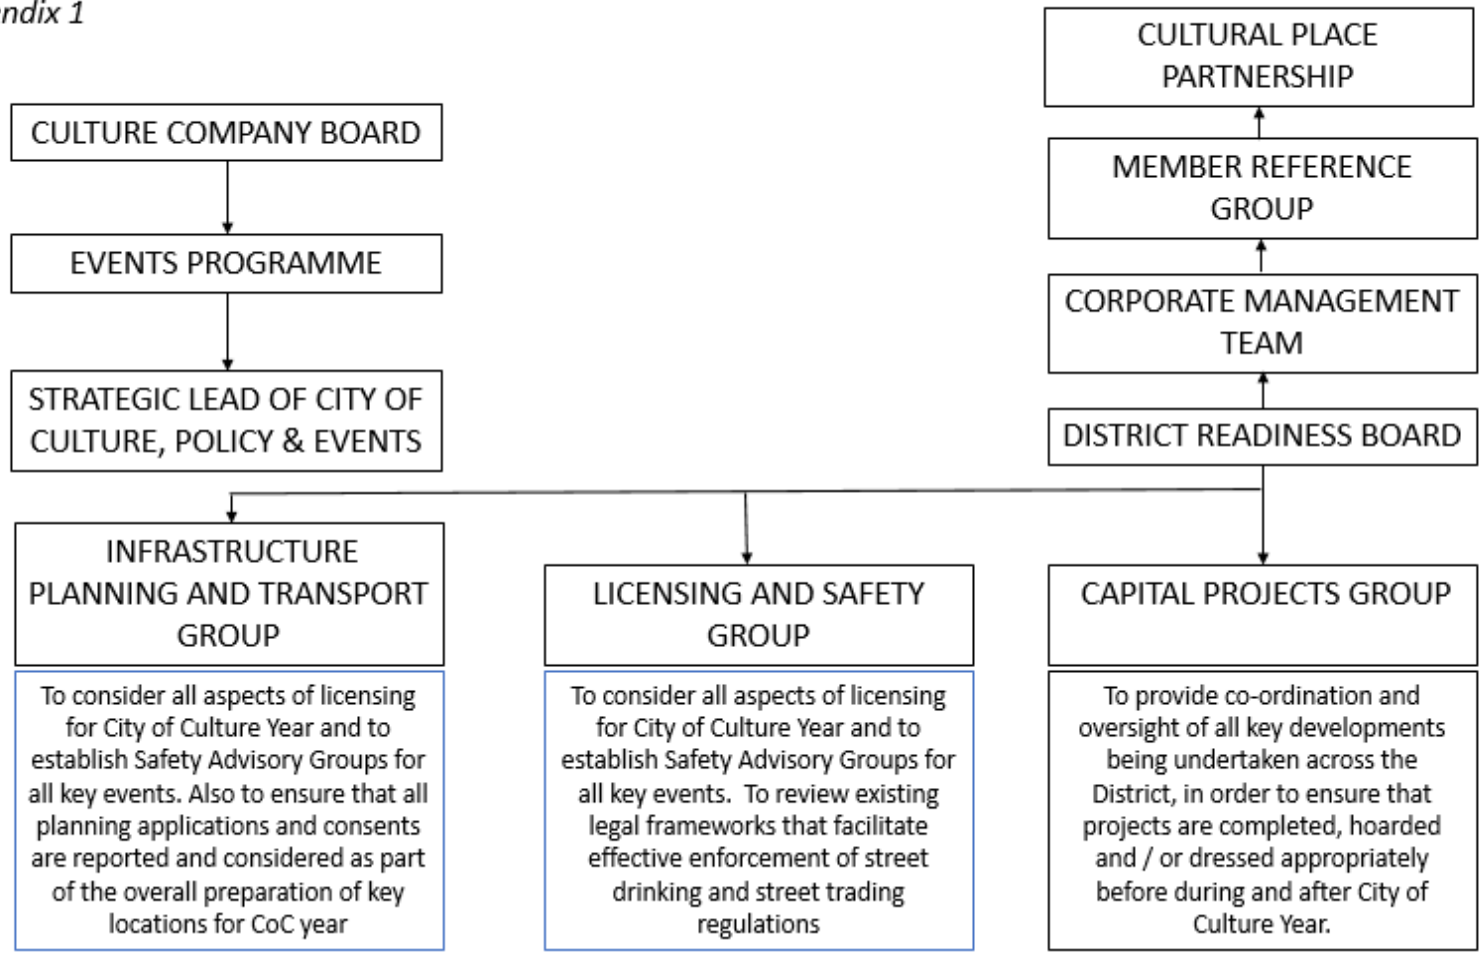 ndix 1
CULTURE COMPANY BOARD
EVENTS PROGRAMME
STRATEGIC LEAD OF CITY OF
CULTURE, POLICY & EVENTS
CULTURAL PLACE
PARTNERSHIP
MEMBER REFERENCE
GROUP
CORPORATE MANAGEMENT
TEAM
DISTRICT READINESS BOARD
INFRASTRUCTURE
PLANNING AND TRANSPORT
GROUP
To consider all aspects of licensing
for City of Culture Year and to
establish Safety Advisory Groups for
all key events. Also to ensure that all
planning applications and consents
are reported and considered as part
of the overall preparation of key
locations for CoC year
LICENSING AND SAFETY
GROUP
To consider all aspects of licensing
for City of Culture Year and to
establish Safety Advisory Groups for
all key events.  To review existing
legal frameworks that facilitate
effective enforcement of street
drinking and street trading
regulations
CAPITAL PROJECTS GROUP
To provide co-ordination and
oversight of all key developments
being undertaken across the
District, in order to ensure that
projects are completed, hoarded
and / or dressed appropriately
before during and after City of
Culture Year.